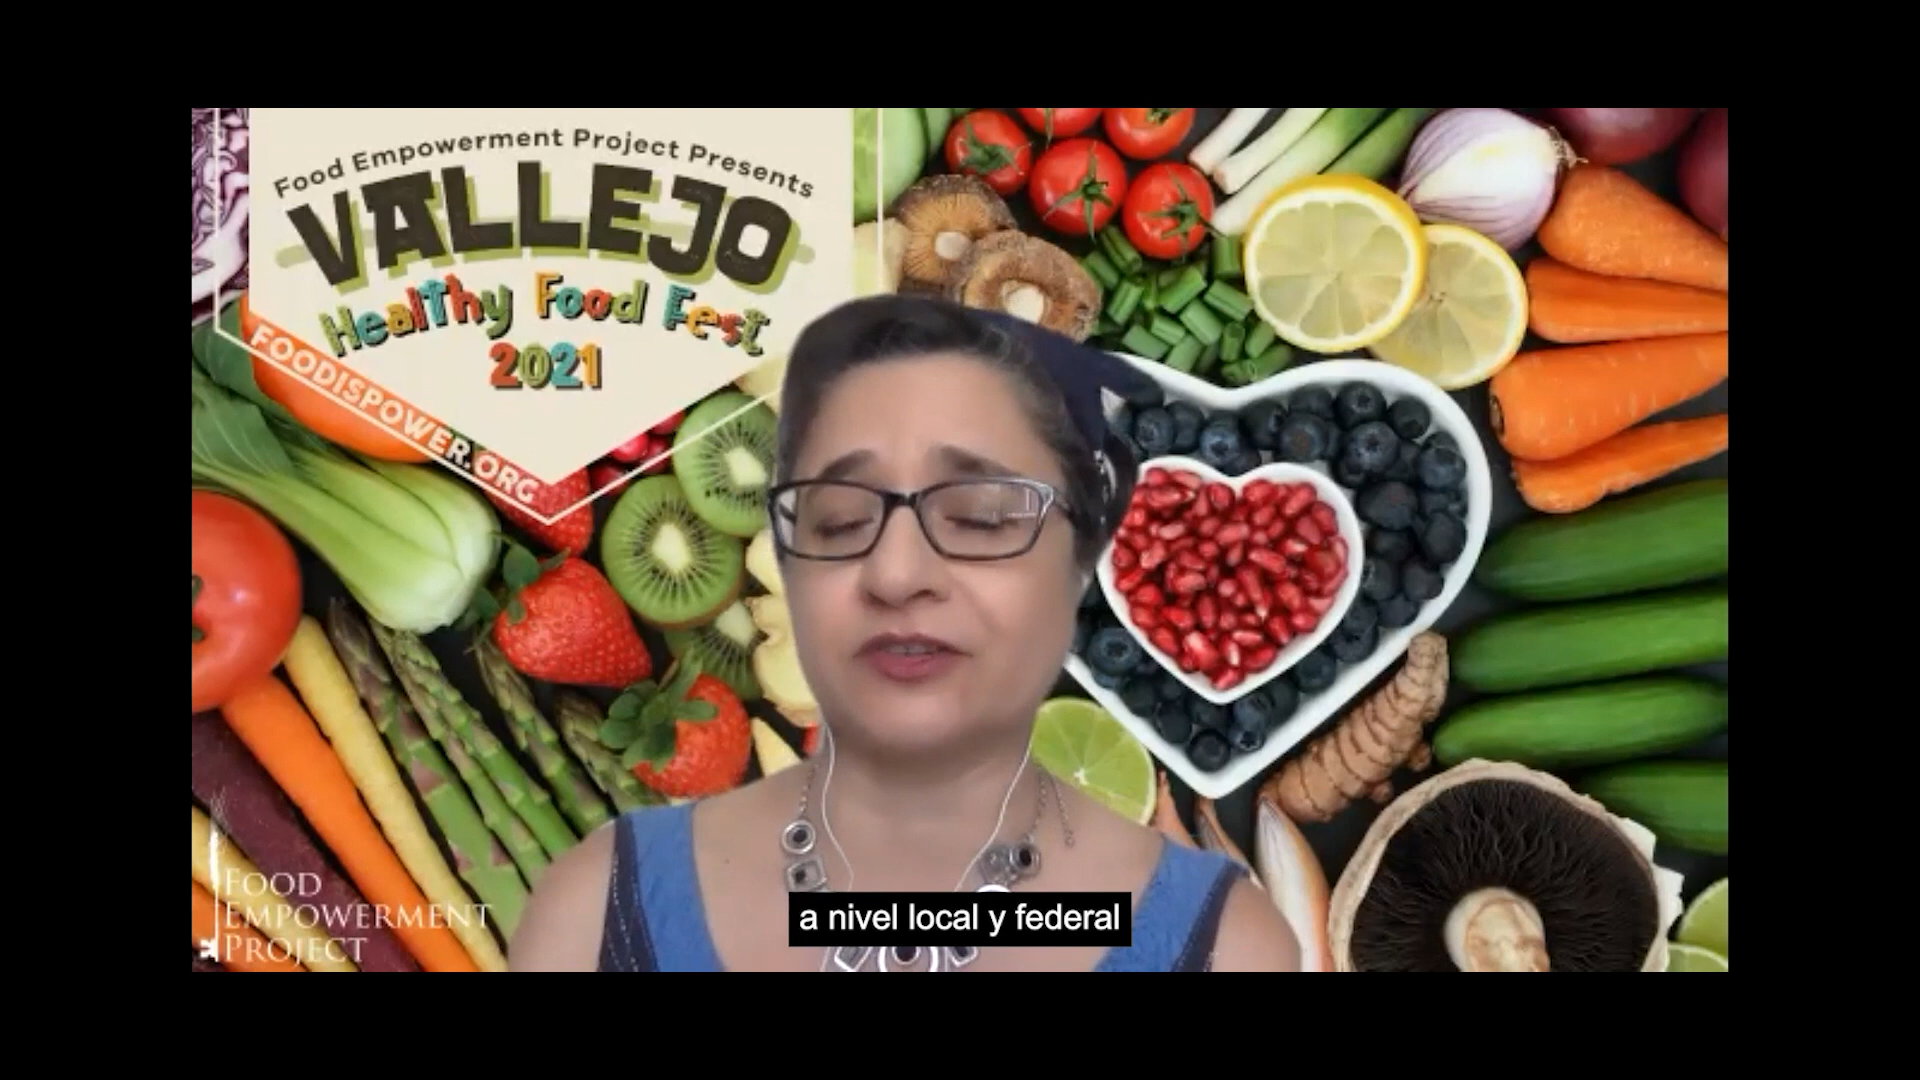 Food Empowerment Project Presents
VALLEJO
Healthy Food Fest
2021
FOODISPOWER.ORG
FOOD
EMPOWERMENT
PROJECT
a nivel local y federal